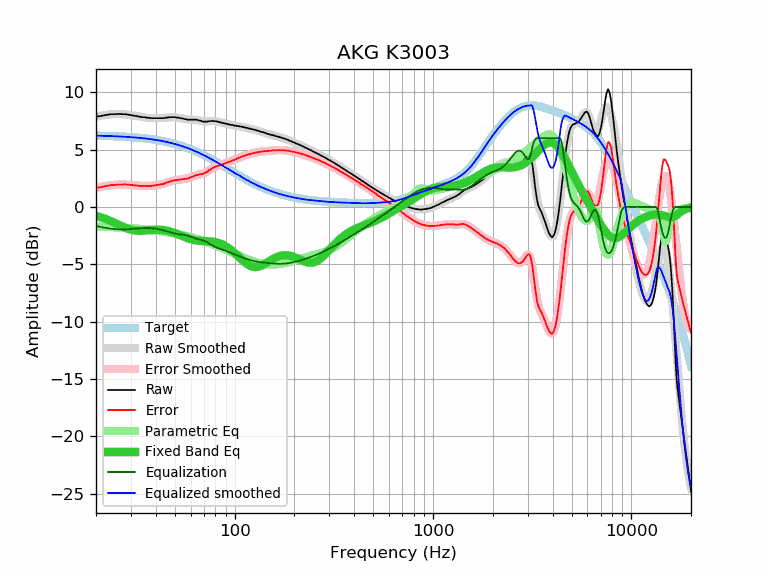 AKG K3003
Amplitude (dBr)
10
5
0
−5
−10
−15
−20
−25
Target
Raw Smoothed
Error Smoothed
Raw
Error
Parametric Eq
Fixed Band Eq
Equalization
Equalized smoothed
100
1000
10000
Frequency (Hz)